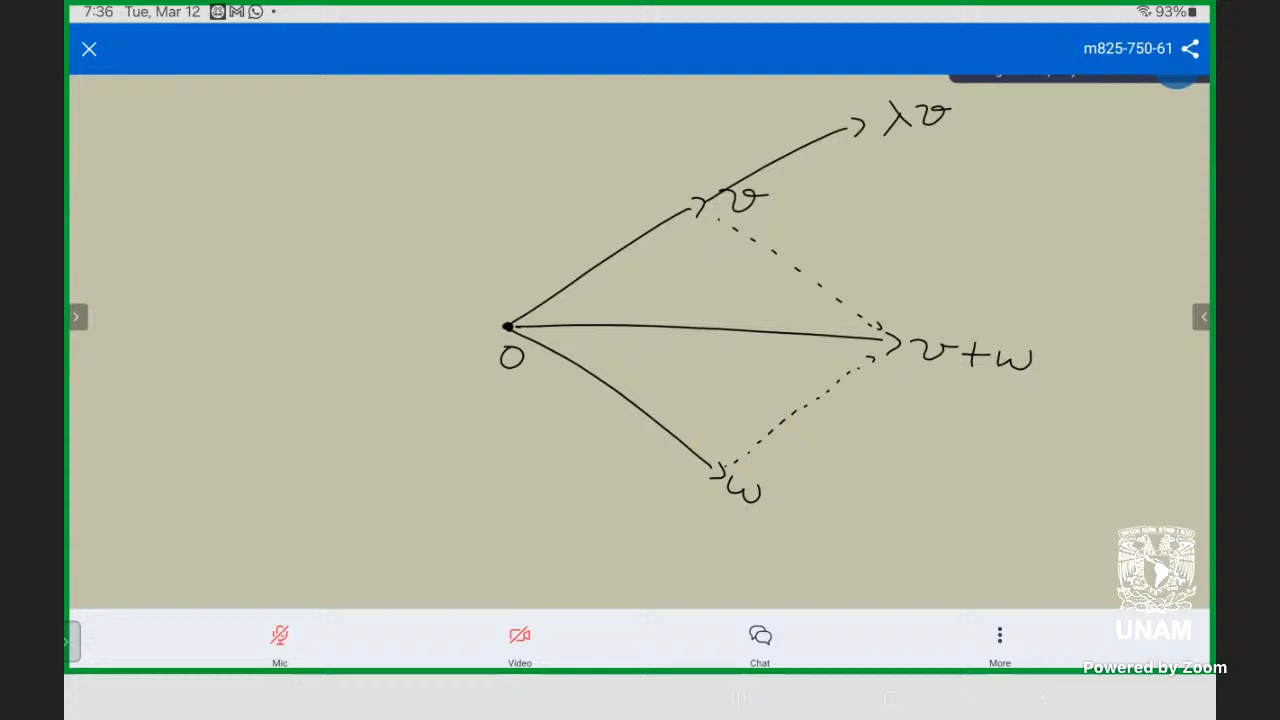 7:36 Tue, Mar 12
93%
m825-750-61
λv
v
0
v+w
w
UNAM
Mic
Video
Chat
More
Powered by Zoom